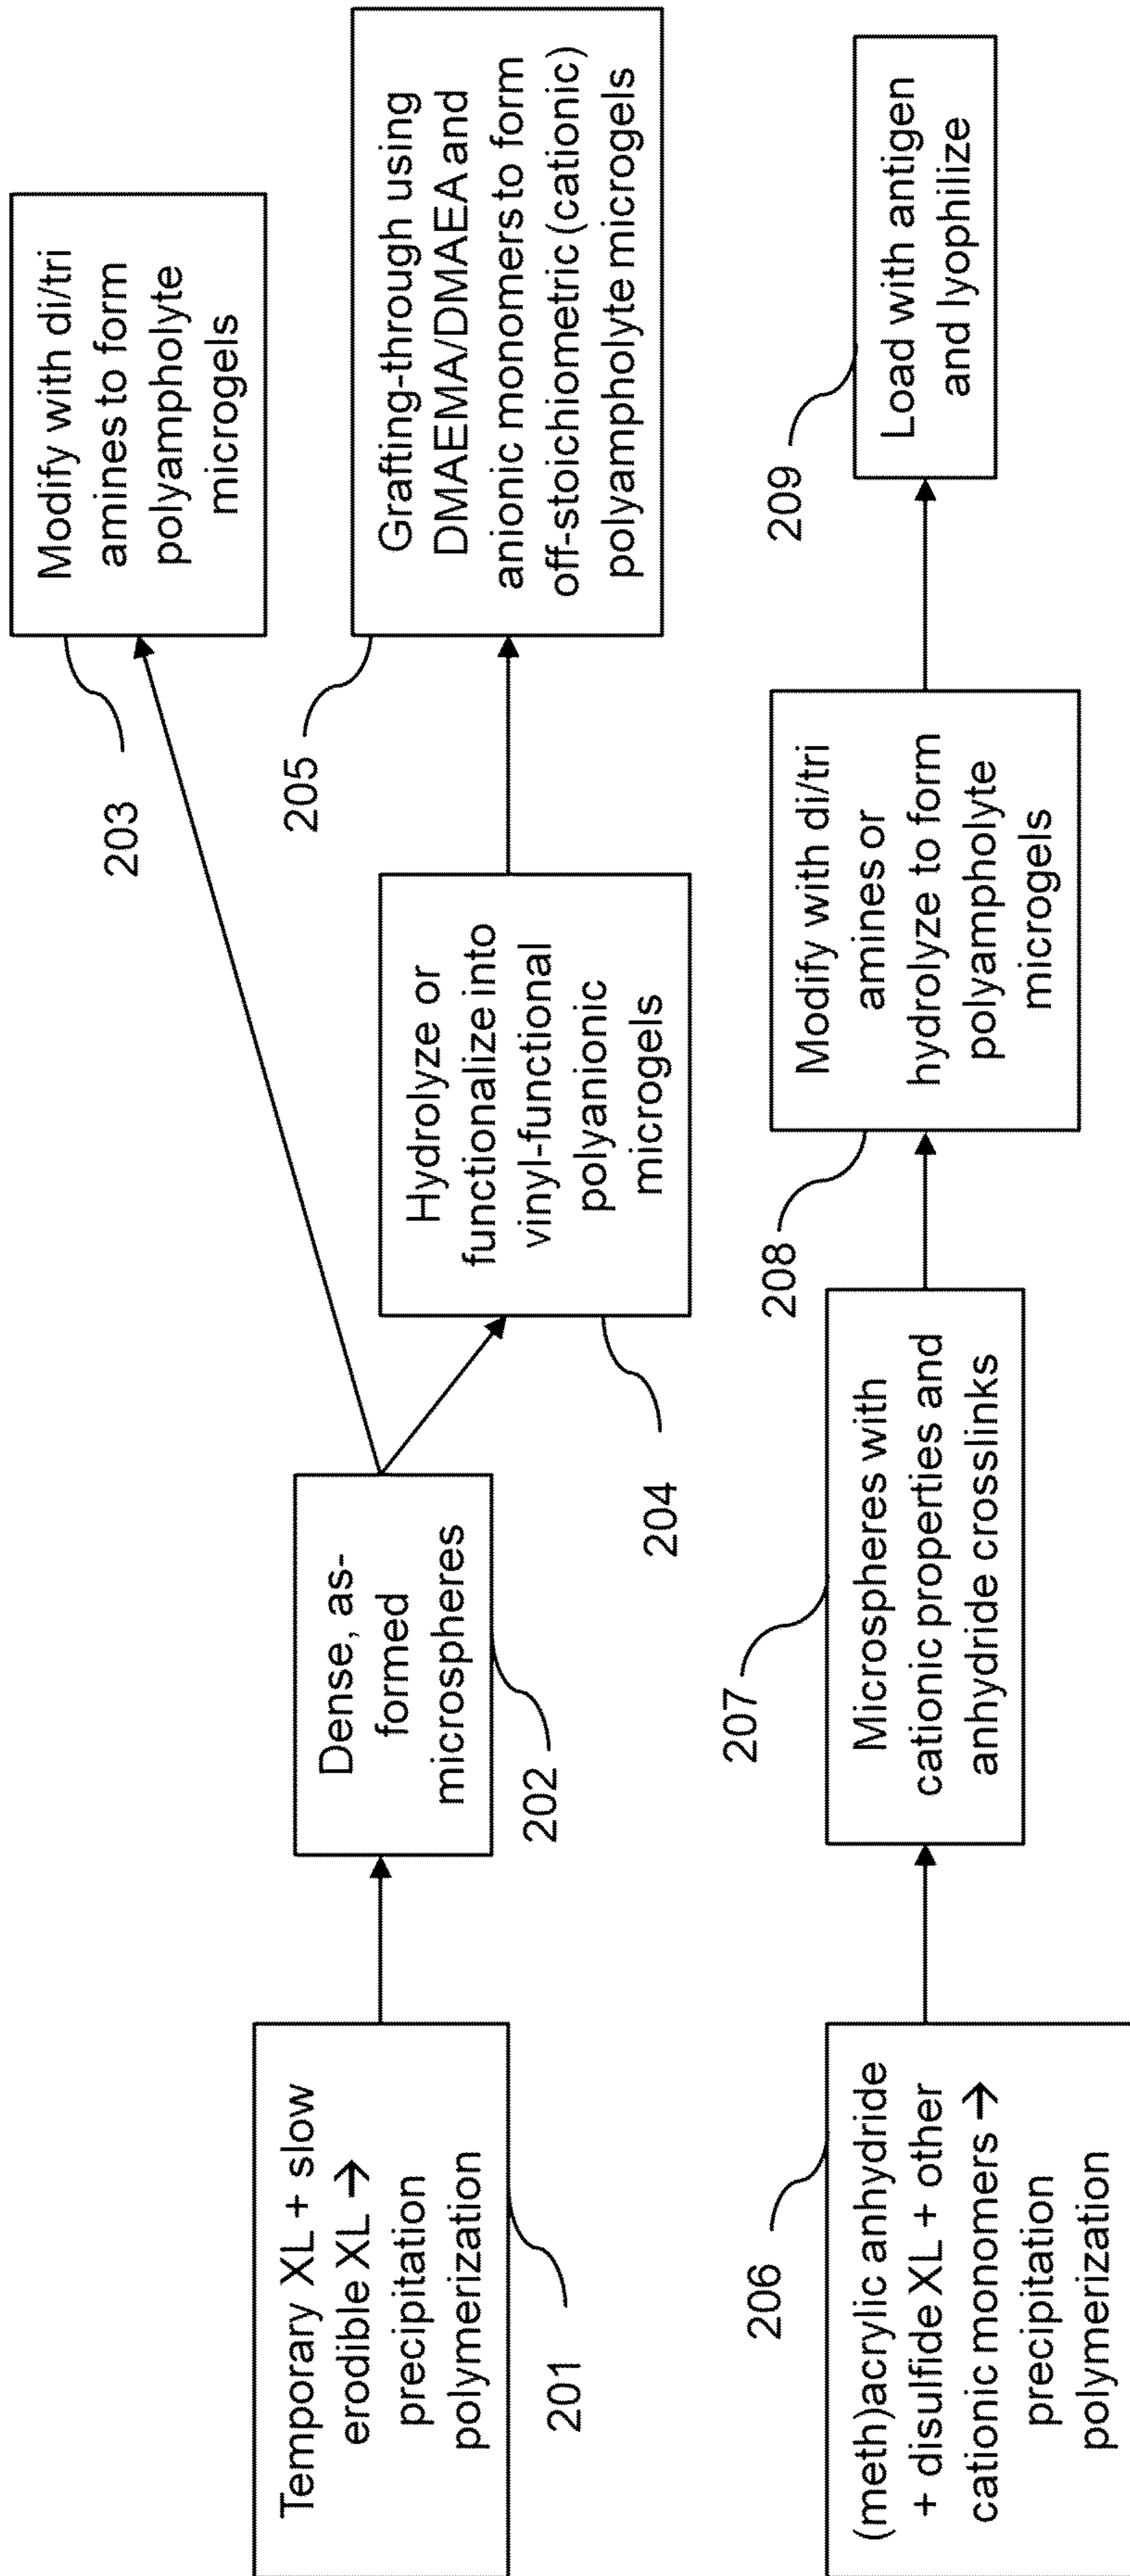 Temporary XL + slow
erodible XL →
precipitation
polymerization
201
Dense, as-
formed
microspheres
202
Modify with di/tri
amines to form
polyampholyte
microgels
203
Hydrolyze or
functionalize into
vinyl-functional
polyanionic
microgels
204
Grafting-through using
DMAEMA/DMAEA and
anionic monomers to form
off-stoichiometric (cationic)
polyampholyte microgels
205
(meth)acrylic anhydride
+ disulfide XL + other
cationic monomers →
precipitation
polymerization
206
Microspheres with
cationic properties and
anhydride crosslinks
207
Modify with di/tri
amines or
hydrolyze to form
polyampholyte
microgels
208
Load with antigen
and lyophilize
209